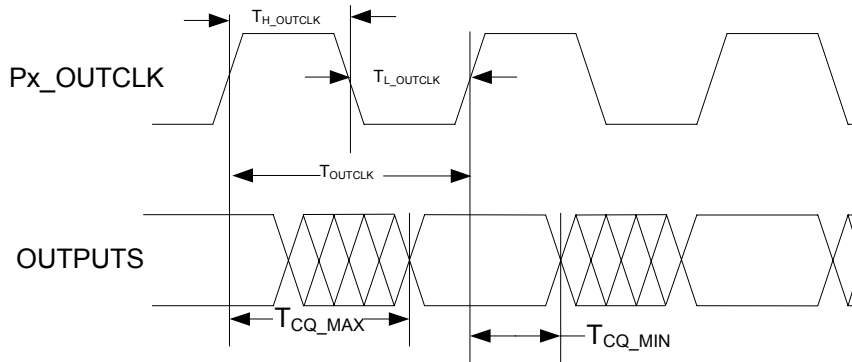 T_H_OUTCLK
Px_OUTCLK
T_L_OUTCLK
T_OUTCLK
OUTPUTS
T_CQ_MAX
T_CQ_MIN